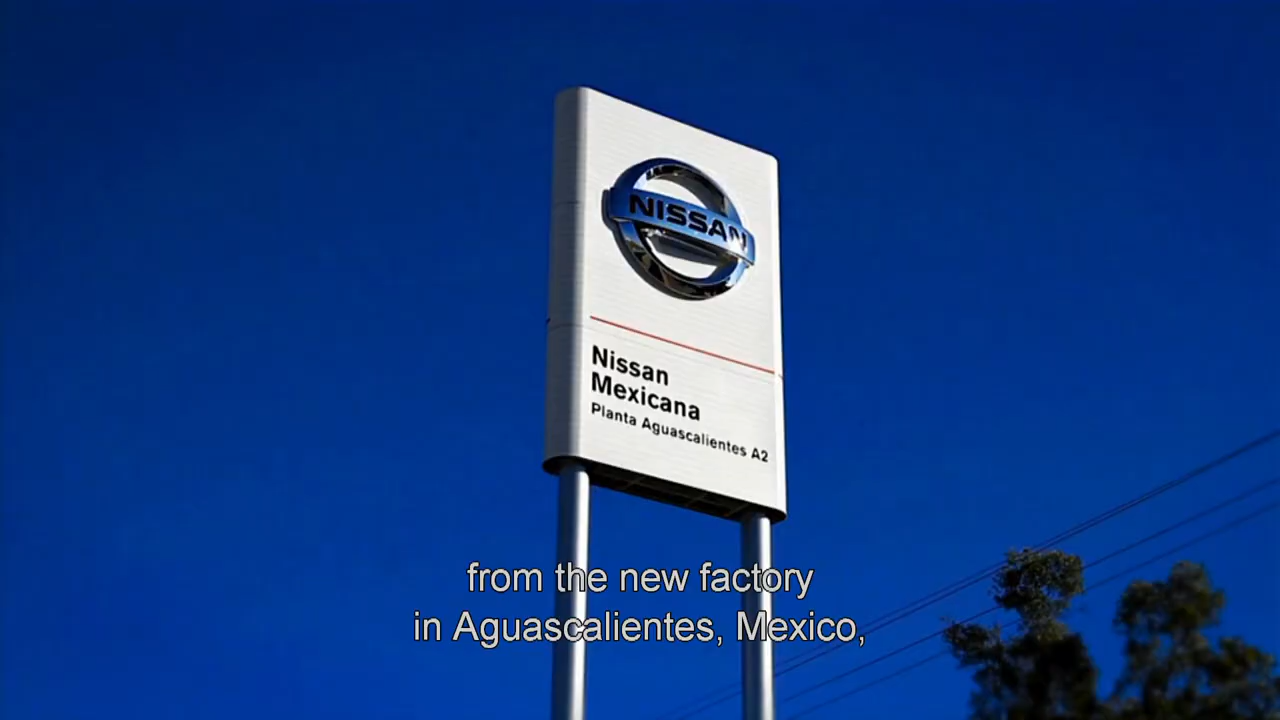 NISSAN
Nissan
Mexicana
Planta Aguascalientes A2
from the new factory
in Aguascalientes, Mexico,